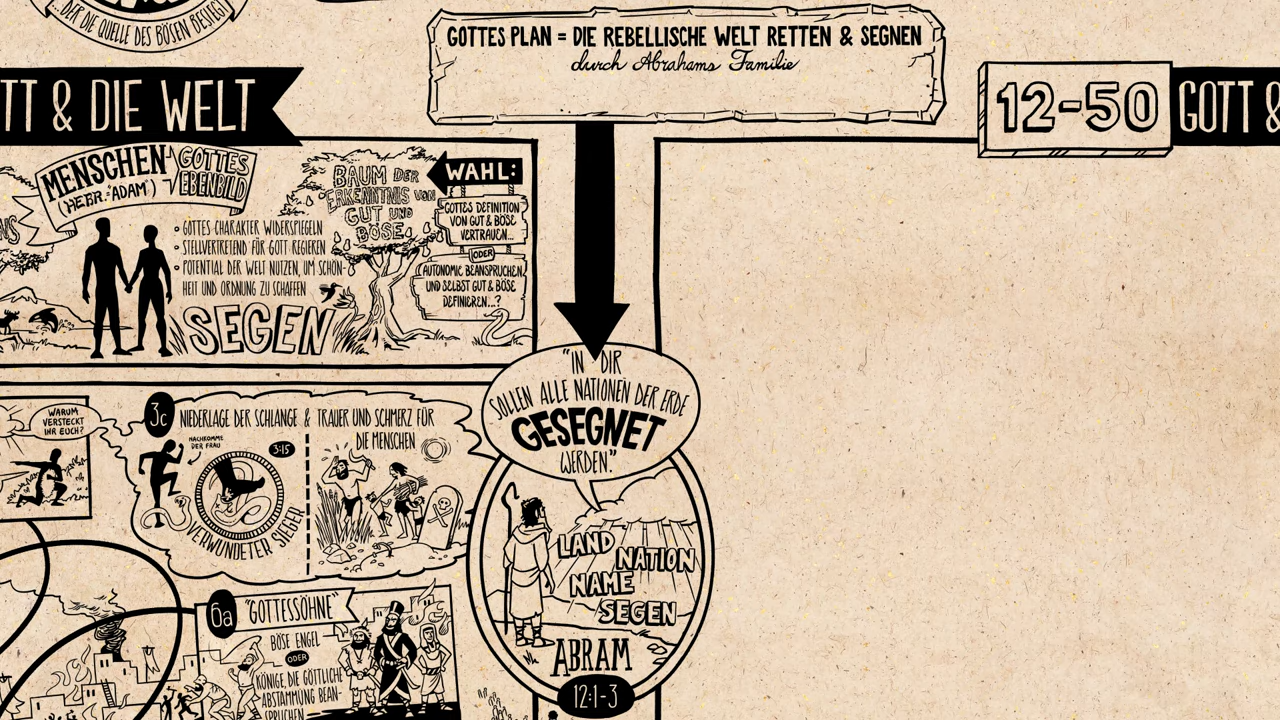 ...DER DIE QUELLE DES BÖSEN BESIEGT
GOTTES PLAN = DIE REBELLISCHE WELT RETTEN & SEGNEN
durch Abrahams Familie
TT & DIE WELT
12-50 GOTT &
MENSCHEN
(HEBR. "ADAM")
GOTTES
EBENBILD
• GOTTES CHARAKTER WIDERSPIEGELN
• STELLVERTRETEND FÜR GOTT REGIEREN
• POTENTIAL DER WELT NUTZEN, UM SCHÖN-
HEIT UND ORDNUNG ZU SCHAFFEN
SEGEN
BAUM DER
ERKENNTNIS VON
GUT UND
BÖSE
WAHL:
GOTTES DEFINITION
VON GUT & BÖSE
VERTRAUEN...
ODER
AUTONOMIE BEANSPRUCHEN
UND SELBST GUT & BÖSE
DEFINIEREN...?
"IN DIR
SOLLEN ALLE NATIONEN DER ERDE
GESEGNET
WERDEN."
WARUM
VERSTECKT
IHR EUCH?
3c NIEDERLAGE DER SCHLANGE & TRAUER UND SCHMERZ FÜR
DIE MENSCHEN
NACHKOMME
DER FRAU
3:15
VERWUNDETER SIEGER
LAND
NATION
NAME
SEGEN
ABRAM
12:1-3
6a "GOTTESSÖHNE"
BÖSE ENGEL
ODER
KÖNIGE, DIE GÖTTLICHE
ABSTAMMUNG BEAN-
SPRUCHEN